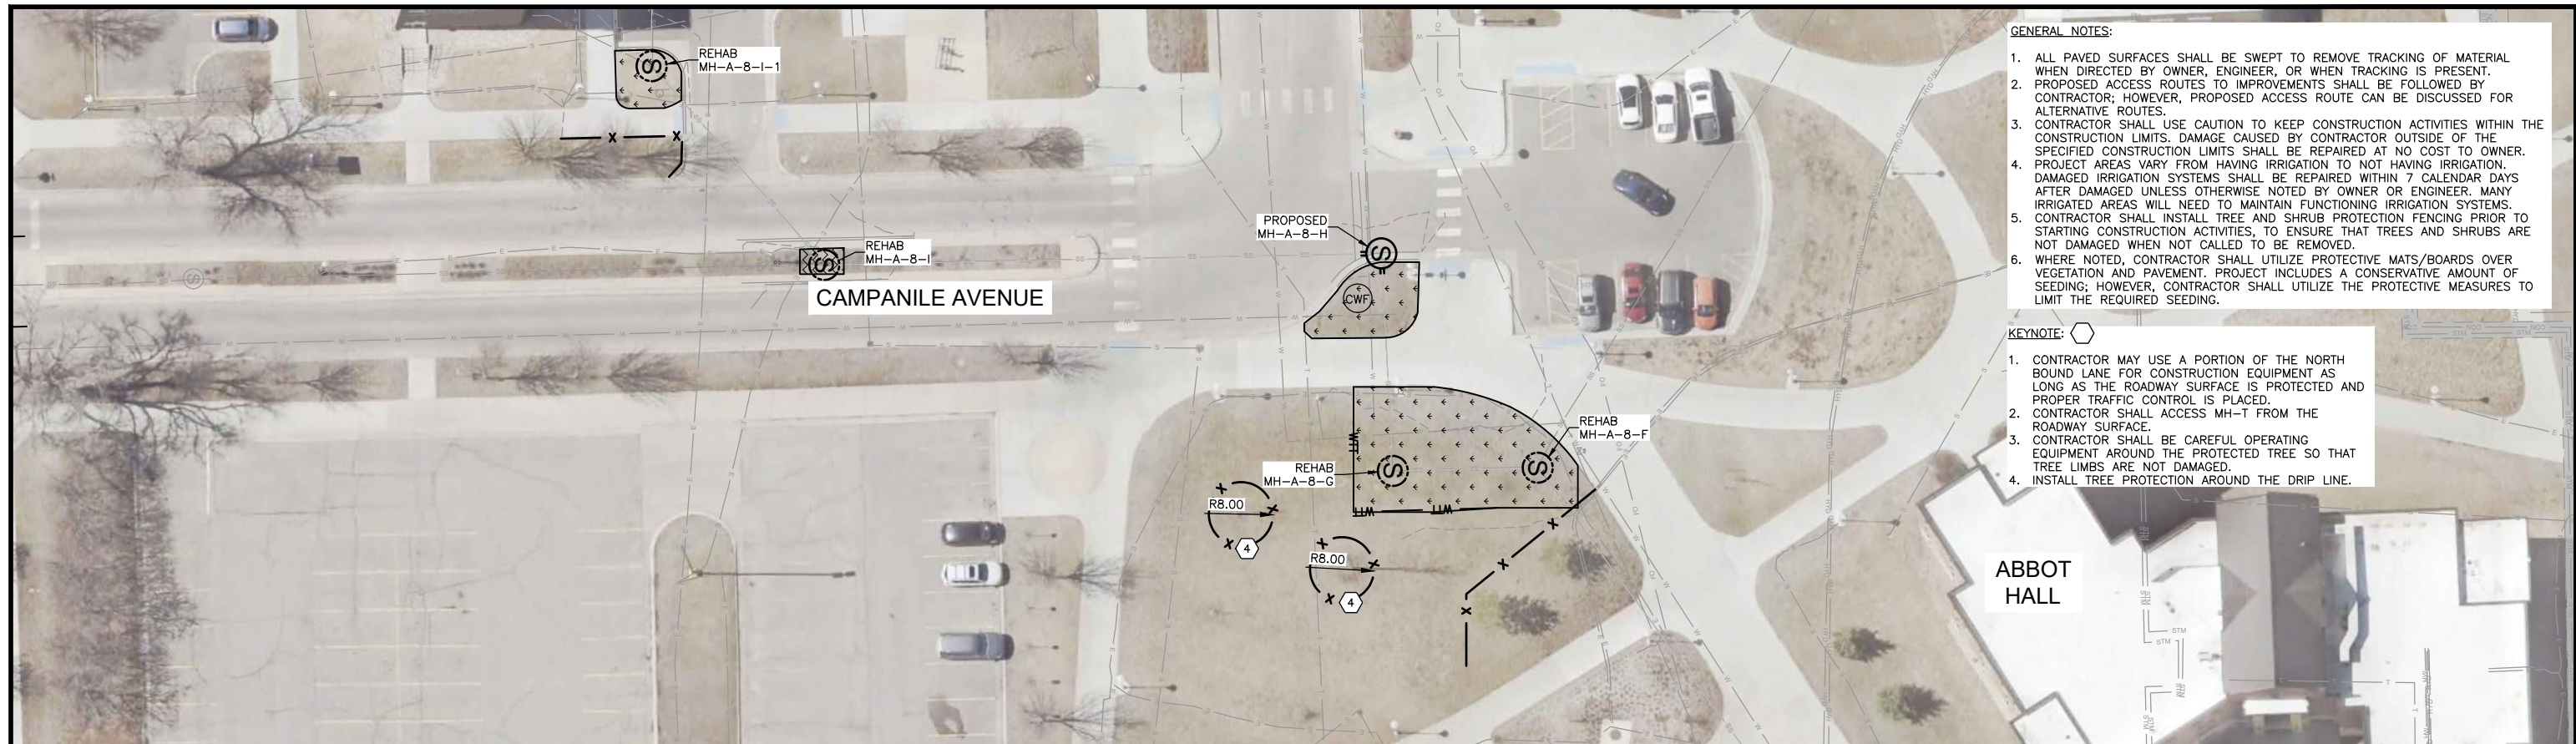 REHAB
MH-A-8-I-1
REHAB
MH-A-8-I
CAMPANILE AVENUE
PROPOSED
MH-A-8-H
CWF
REHAB
MH-A-8-F
REHAB
MH-A-8-G
R8.00
4
R8.00
4
ABBOT
HALL
GENERAL NOTES:
1. ALL PAVED SURFACES SHALL BE SWEPT TO REMOVE TRACKING OF MATERIAL
WHEN DIRECTED BY OWNER, ENGINEER, OR WHEN TRACKING IS PRESENT.
2. PROPOSED ACCESS ROUTES TO IMPROVEMENTS SHALL BE FOLLOWED BY
CONTRACTOR; HOWEVER, PROPOSED ACCESS ROUTE CAN BE DISCUSSED FOR
ALTERNATIVE ROUTES.
3. CONTRACTOR SHALL USE CAUTION TO KEEP CONSTRUCTION ACTIVITIES WITHIN THE
CONSTRUCTION LIMITS. DAMAGE CAUSED BY CONTRACTOR OUTSIDE OF THE
SPECIFIED CONSTRUCTION LIMITS SHALL BE REPAIRED AT NO COST TO OWNER.
4. PROJECT AREAS VARY FROM HAVING IRRIGATION TO NOT HAVING IRRIGATION.
DAMAGED IRRIGATION SYSTEMS SHALL BE REPAIRED WITHIN 7 CALENDAR DAYS
AFTER DAMAGED UNLESS OTHERWISE NOTED BY OWNER OR ENGINEER. MANY
IRRIGATED AREAS WILL NEED TO MAINTAIN FUNCTIONING IRRIGATION SYSTEMS.
5. CONTRACTOR SHALL INSTALL TREE AND SHRUB PROTECTION FENCING PRIOR TO
STARTING CONSTRUCTION ACTIVITIES, TO ENSURE THAT TREES AND SHRUBS ARE
NOT DAMAGED WHEN NOT CALLED TO BE REMOVED.
6. WHERE NOTED, CONTRACTOR SHALL UTILIZE PROTECTIVE MATS/BOARDS OVER
VEGETATION AND PAVEMENT. PROJECT INCLUDES A CONSERVATIVE AMOUNT OF
SEEDING; HOWEVER, CONTRACTOR SHALL UTILIZE THE PROTECTIVE MEASURES TO
LIMIT THE REQUIRED SEEDING.
KEYNOTE:
1. CONTRACTOR MAY USE A PORTION OF THE NORTH
BOUND LANE FOR CONSTRUCTION EQUIPMENT AS
LONG AS THE ROADWAY SURFACE IS PROTECTED AND
PROPER TRAFFIC CONTROL IS PLACED.
2. CONTRACTOR SHALL ACCESS MH-T FROM THE
ROADWAY SURFACE.
3. CONTRACTOR SHALL BE CAREFUL OPERATING
EQUIPMENT AROUND THE PROTECTED TREE SO THAT
TREE LIMBS ARE NOT DAMAGED.
4. INSTALL TREE PROTECTION AROUND THE DRIP LINE.